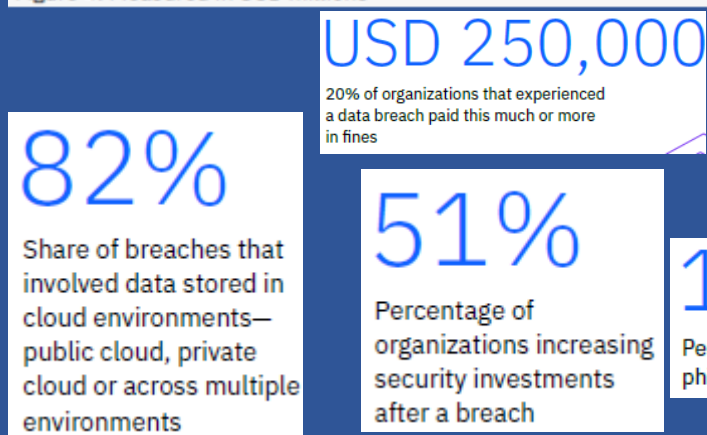 USD 250,000
20% of organizations that experienced
a data breach paid this much or more
in fines
82%
Share of breaches that
involved data stored in
cloud environments—
public cloud, private
cloud or across multiple
environments
51%
Percentage of
organizations increasing
security investments
after a breach